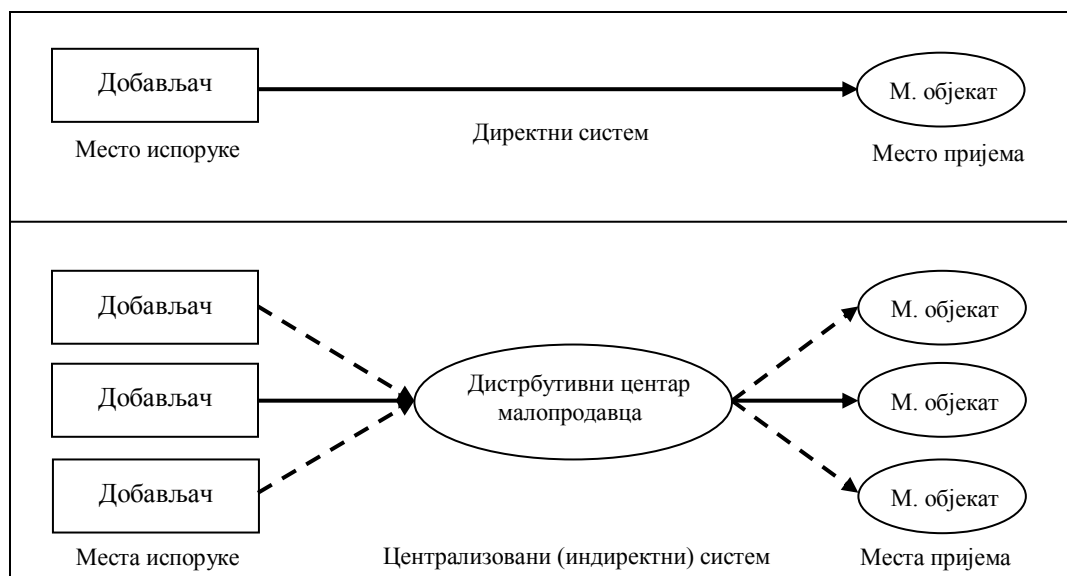 Добављач
М. објекат
Директни систем
Место испоруке
Место пријема
Добављач
М. објекат
Добављач
Дистрбутивни центар
малопродавца
М. објекат
Добављач
М. објекат
Места испоруке
Централизовани (индиректни) систем
Места пријема